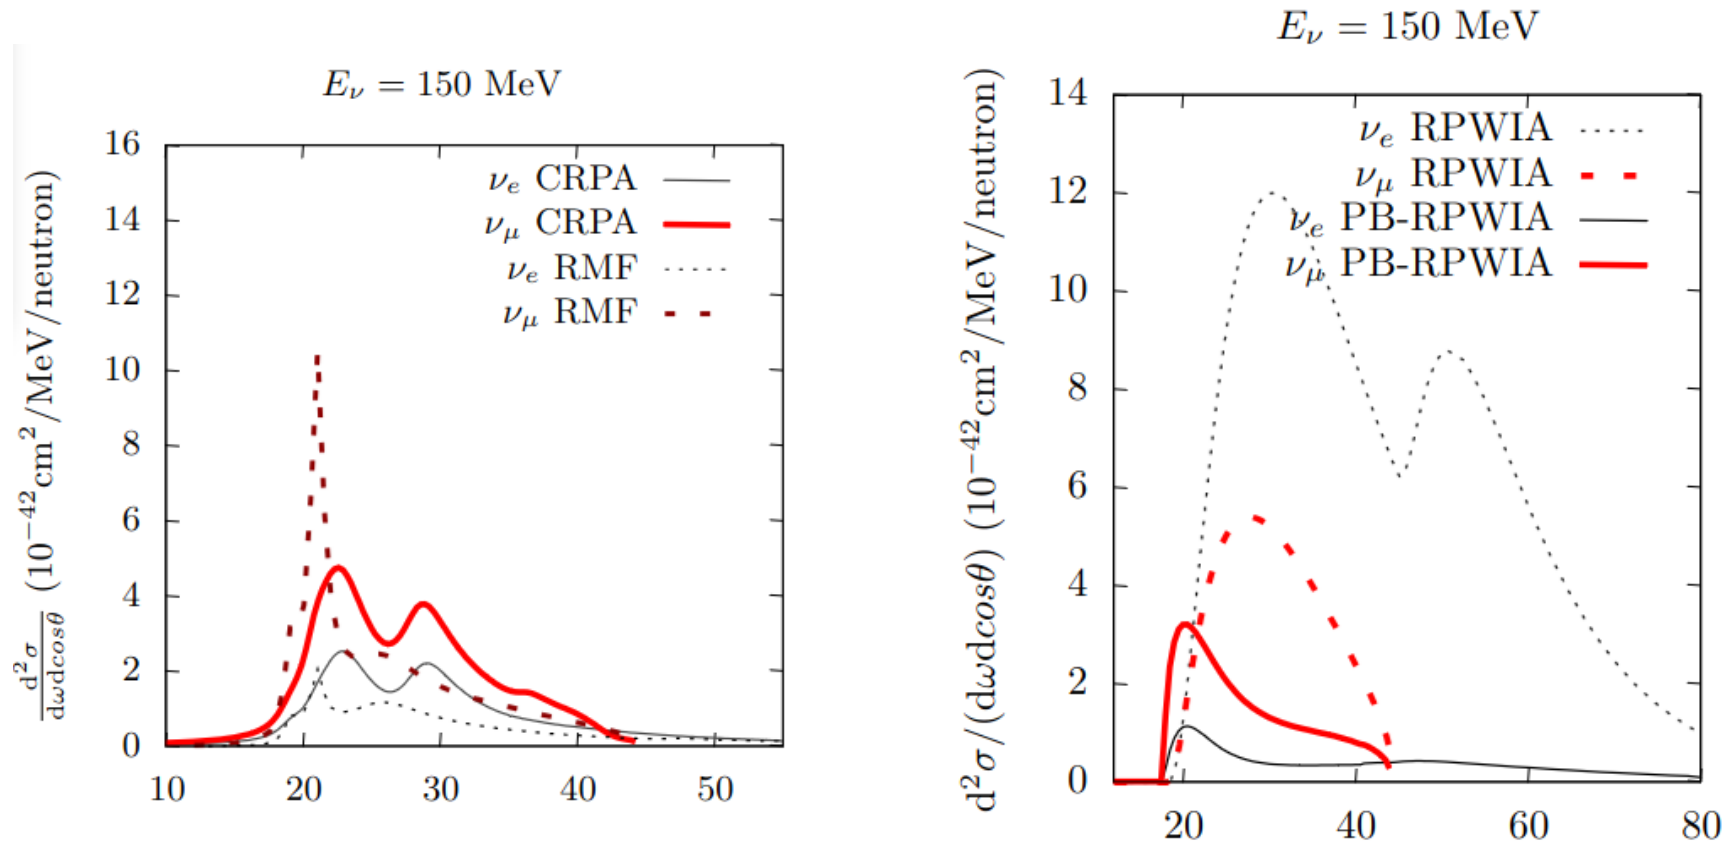 E_ν = 150 MeV
d²σ/dωdcosθ (10⁻⁴²cm²/MeV/neutron)
16
14
12
10
8
6
4
2
0
ν_e CRPA
ν_μ CRPA
ν_e RMF
ν_μ RMF
10 20 30 40 50
E_ν = 150 MeV
d²σ/(dωdcosθ) (10⁻⁴²cm²/MeV/neutron)
14
12
10
8
6
4
2
0
ν_e RPWIA
ν_μ RPWIA
ν_e PB-RPWIA
ν_μ PB-RPWIA
20 40 60 80